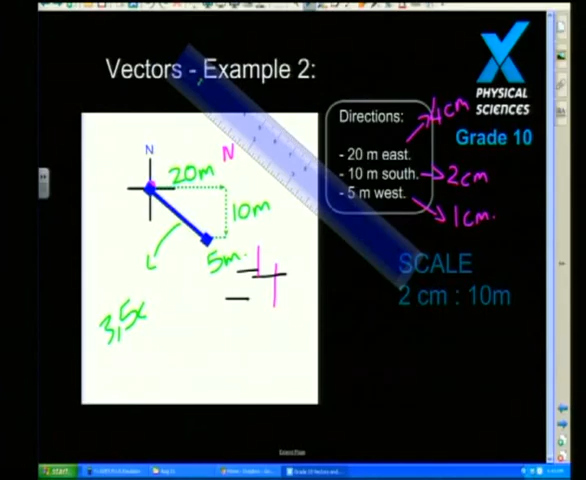 Vectors - Example 2:
PHYSICAL
SCIENCES
Grade 10
Directions:
- 20 m east.
- 10 m south.
- 5 m west.
4cm
2cm
1cm.
N
N
20m
10m
5m.
3,5c
SCALE
2 cm : 10m
start